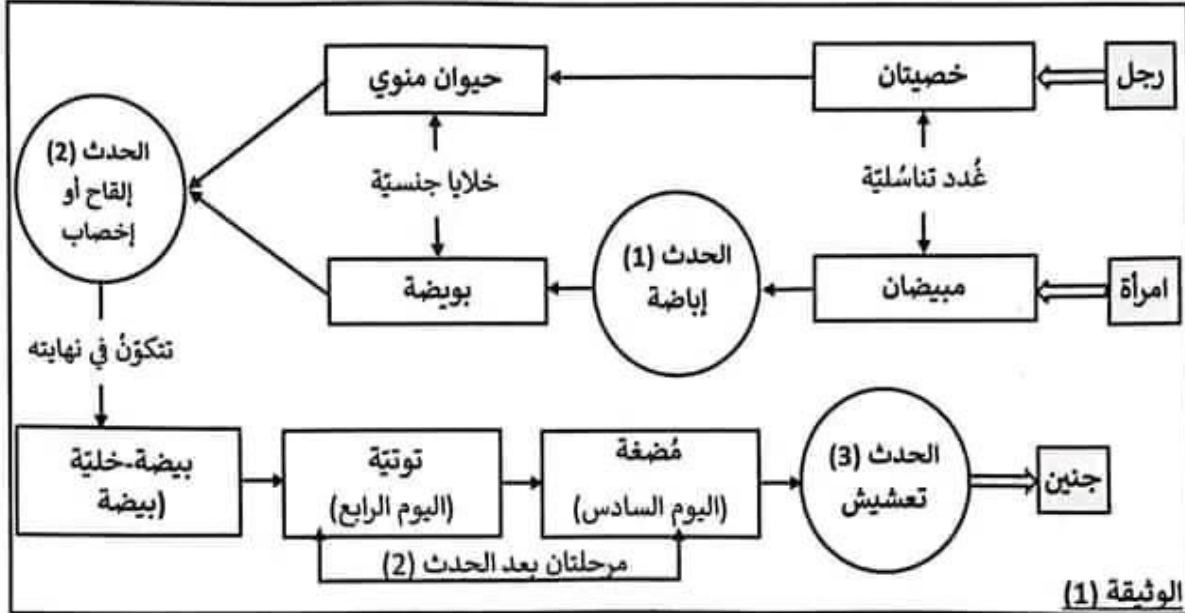 رجل
خصيتان
حيوان منوي
الحدث (2)
إلقاح أو
إخصاب
غُدد تناسُليّة
خلايا جنسيّة
امرأة
مبيضان
الحدث (1)
إباضة
بويضة
تتكوّنُ في نهايته
بيضة-خليّة
بيضة)
توتيّة
(اليوم الرابع)
مُضغة
(اليوم السادس)
الحدث (3)
تعشيش
جنين
مرحلتان بعد الحدث (2)
الوثيقة (1)